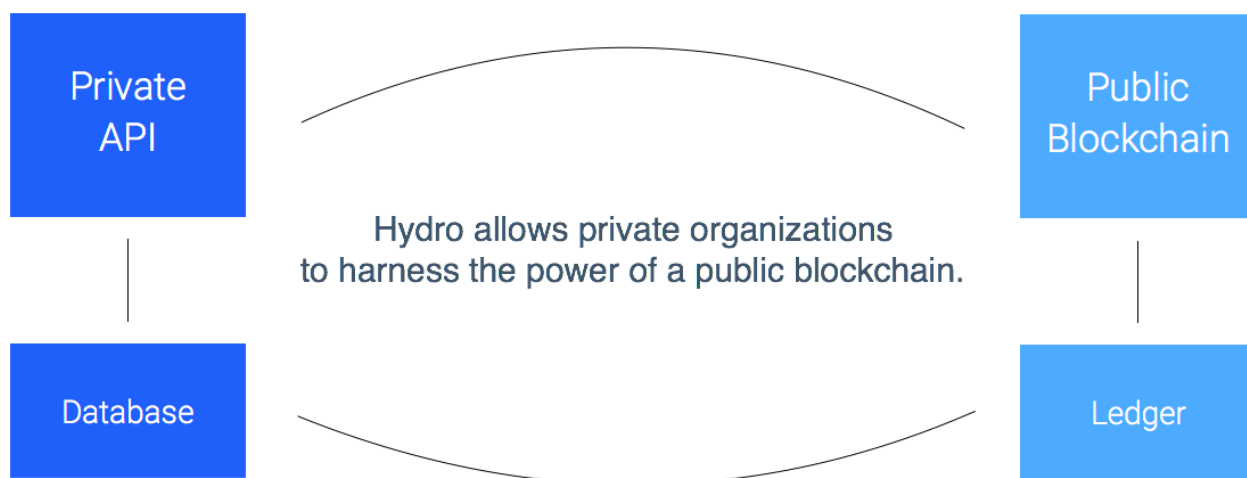 Private
API
Public
Blockchain
Hydro allows private organizations
to harness the power of a public blockchain.
Database
Ledger